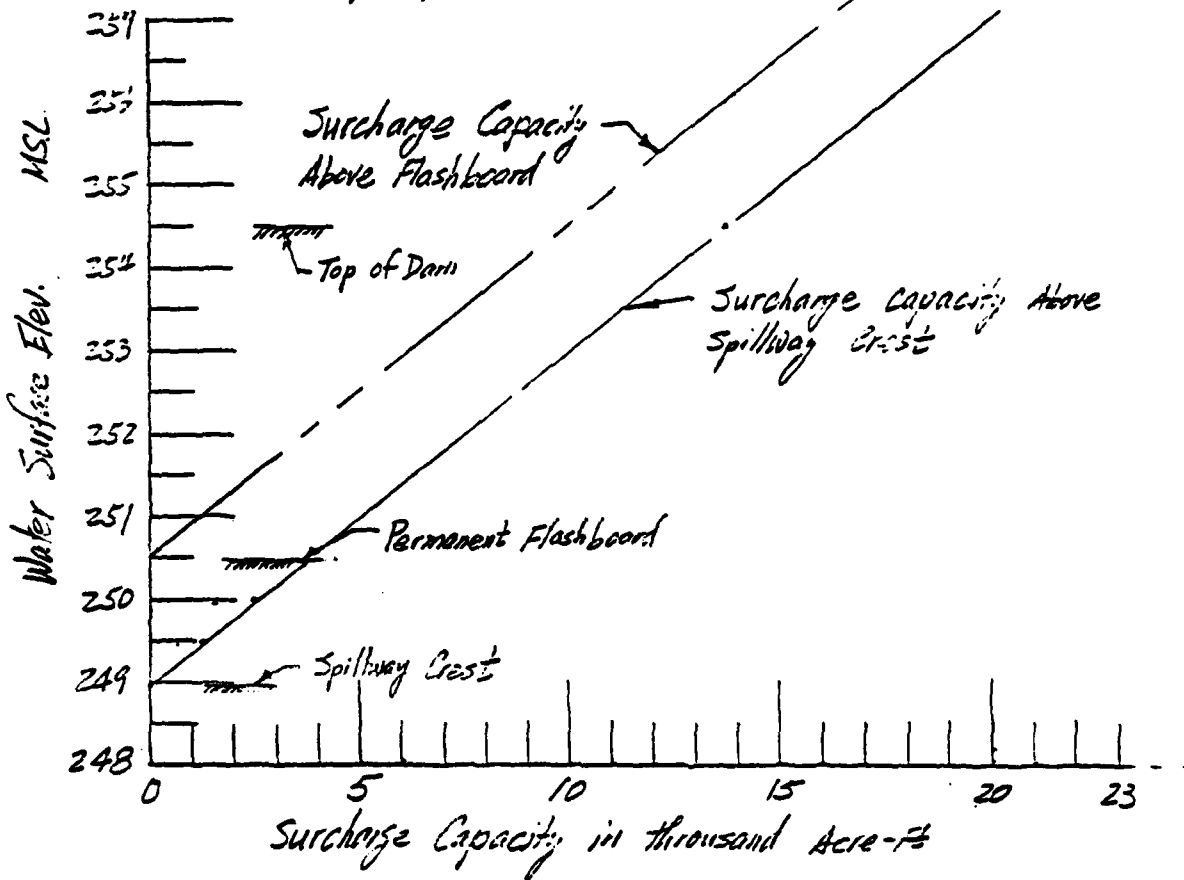 257
256
255
254
253
252
251
250
249
248
Water Surface Elev. MSL.
Surcharge Capacity
Above Flashboard
Top of Dam
Surcharge Capacity Above
Spillway Crest
Permanent Flashboard
Spillway Crest
0 5 10 15 20 23
Surcharge Capacity in thousand Acre-Ft